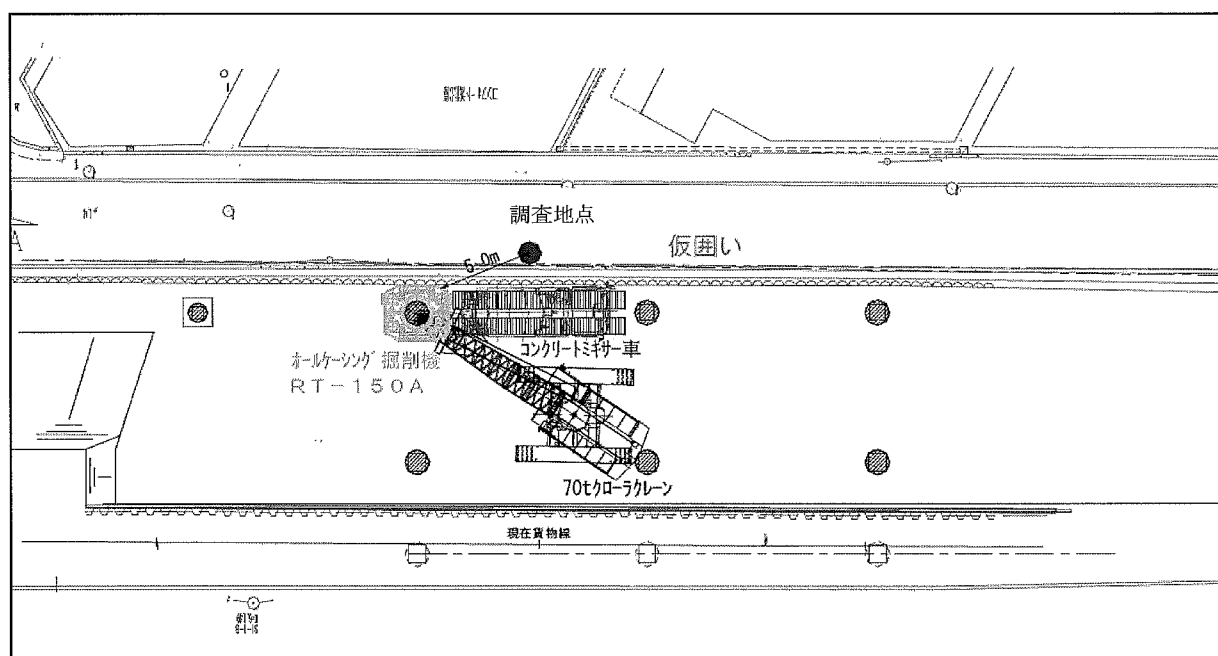 調査地点
A
仮囲い
5.0m
コンクリートミキサー車
オールケーシング掘削機
RT-150A
70tクローラクレーン
現在貨物線